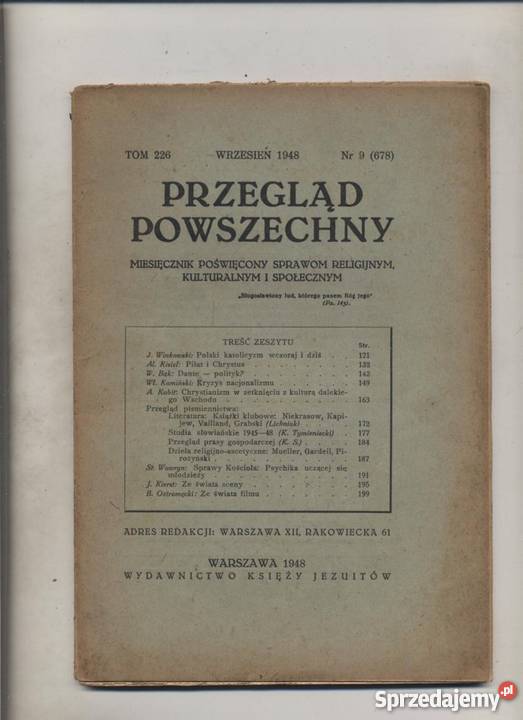 TOM 226 WRZESIEŃ 1948 Nr 9 (678)
PRZEGLĄD
POWSZECHNY
MIESIĘCZNIK POŚWIĘCONY SPRAWOM RELIGIJNYM,
KULTURALNYM I SPOŁECZNYM
„Błogosławiony lud, którego panem Bóg jego"
(Ps. 143).
TREŚĆ ZESZYTU Str.
J. Winkowski: Polski katolicyzm wczoraj i dziś . . 121
Al. Kisiel: Piłat i Chrystus . . . . . . . . 132
W. Bąk: Dante — polityk? . . . . . . . . 142
Wł. Kamiński: Kryzys nacjonalizmu . . . . . . 149
A. Kubir: Chrystianizm w zetknięciu z kulturą dalekie-
go Wschodu . . . . . . . . . . . 163
Przegląd piśmiennictwa:
Literatura: Książki klubowe: Niekrasow, Kapi-
jew, Vailland, Grabski (Lichniak) . . . . 172
Studia słowiańskie 1945—48 (K. Tymieniecki) . . 177
Przegląd prasy gospodarczej (K. S.) . . . . 184
Dzieła religijno-ascetyczne: Mueller, Gardeil, Pi-
rożyński . . . . . . . . . . . 187
St. Wawryn: Sprawy Kościoła: Psychika uczącej się
młodzieży . . . . . . . . . . . 191
J. Kierst: Ze świata sceny . . . . . . . . 195
B. Ostromęcki: Ze świata filmu . . . . . . . 199
ADRES REDAKCJI: WARSZAWA XII, RAKOWIECKA 61
WARSZAWA 1948
WYDAWNICTWO KSIĘŻY JEZUITÓW
Sprzedajemy.pl